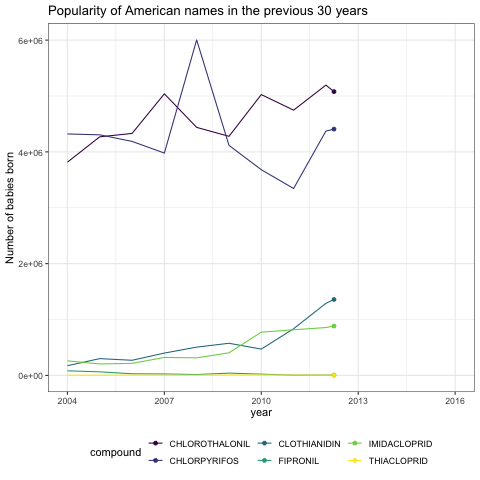 Popularity of American names in the previous 30 years
Number of babies born
6e+06
4e+06
2e+06
0e+00
2004 2007 2010 2013 2016
year
compound
CHLOROTHALONIL CLOTHIANIDIN IMIDACLOPRID
CHLORPYRIFOS FIPRONIL THIACLOPRID